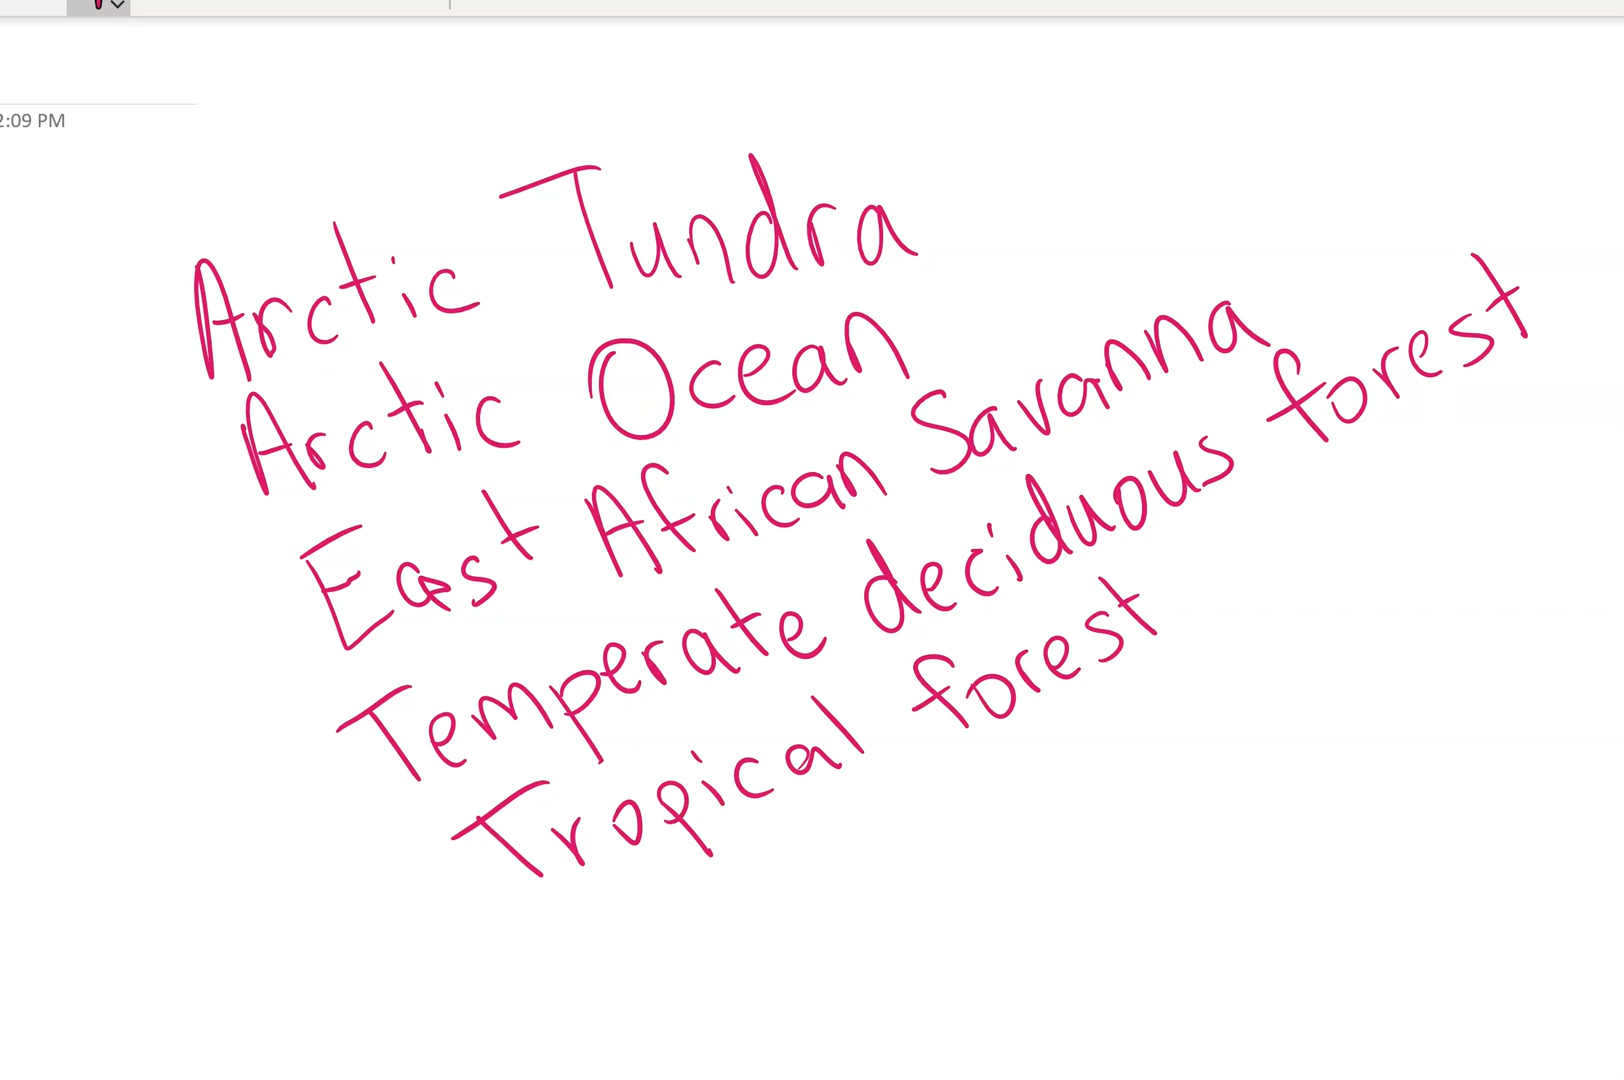 2:09 PM
Arctic Tundra
Arctic Ocean
East African Savanna
Temperate deciduous forest
Tropical forest